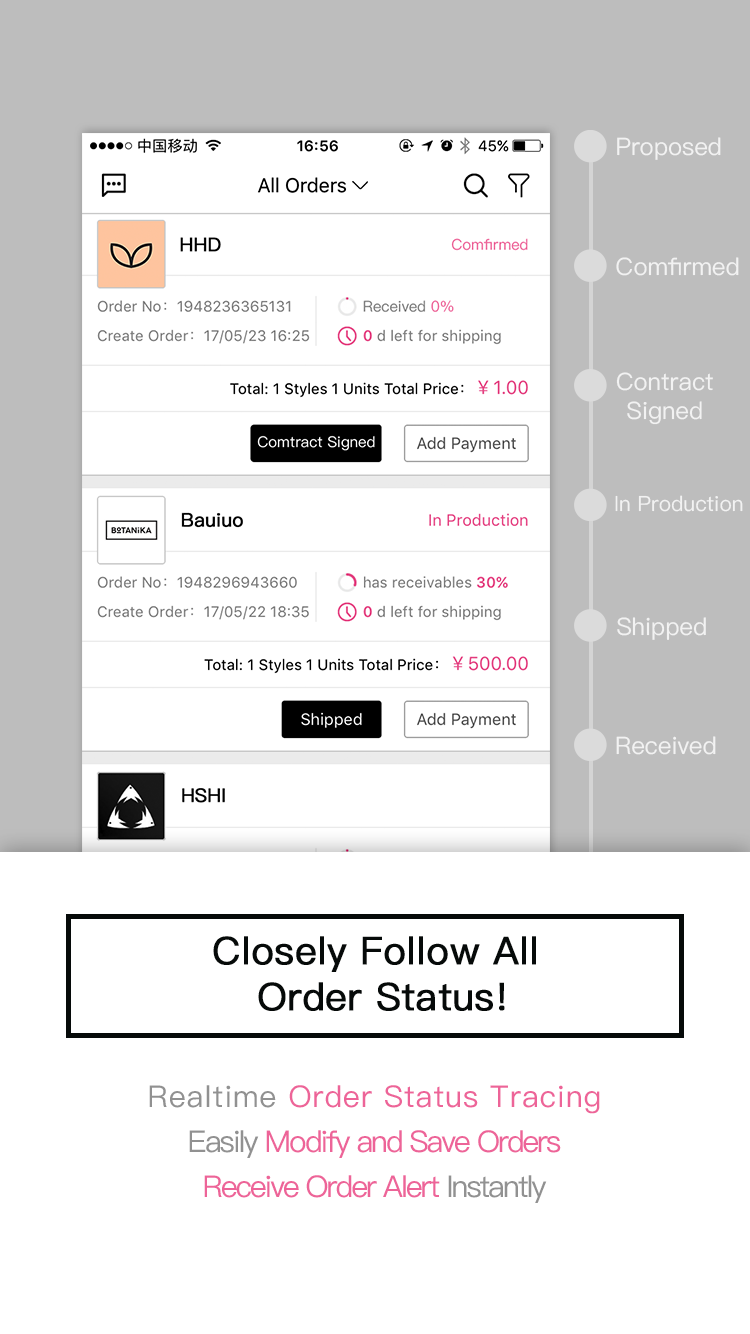 中国移动
16:56
45%
All Orders
HHD
Comfirmed
Order No: 1948236365131
Received 0%
Create Order: 17/05/23 16:25
0 d left for shipping
Total: 1 Styles 1 Units Total Price: ¥ 1.00
Comtract Signed
Add Payment
BOTANiKA
Bauiuo
In Production
Order No: 1948296943660
has receivables 30%
Create Order: 17/05/22 18:35
0 d left for shipping
Total: 1 Styles 1 Units Total Price: ¥ 500.00
Shipped
Add Payment
HSHI
Proposed
Comfirmed
Contract
Signed
In Production
Shipped
Received
Closely Follow All
Order Status!
Realtime Order Status Tracing
Easily Modify and Save Orders
Receive Order Alert Instantly